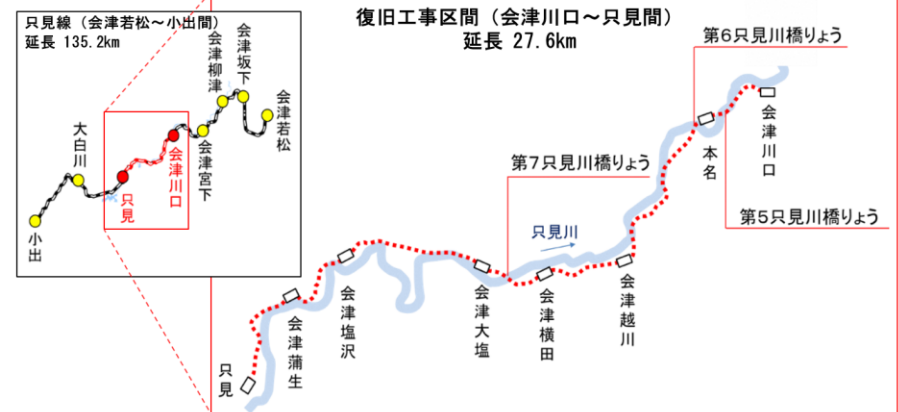 只見線（会津若松～小出間）
延長 135.2km
会津若松
会津坂下
会津柳津
会津宮下
会津川口
只見
大白川
小出
復旧工事区間（会津川口～只見間）
延長 27.6km
第６只見川橋りょう
会津川口
本名
第５只見川橋りょう
第７只見川橋りょう
只見川
会津越川
会津横田
会津大塩
会津塩沢
会津蒲生
只見